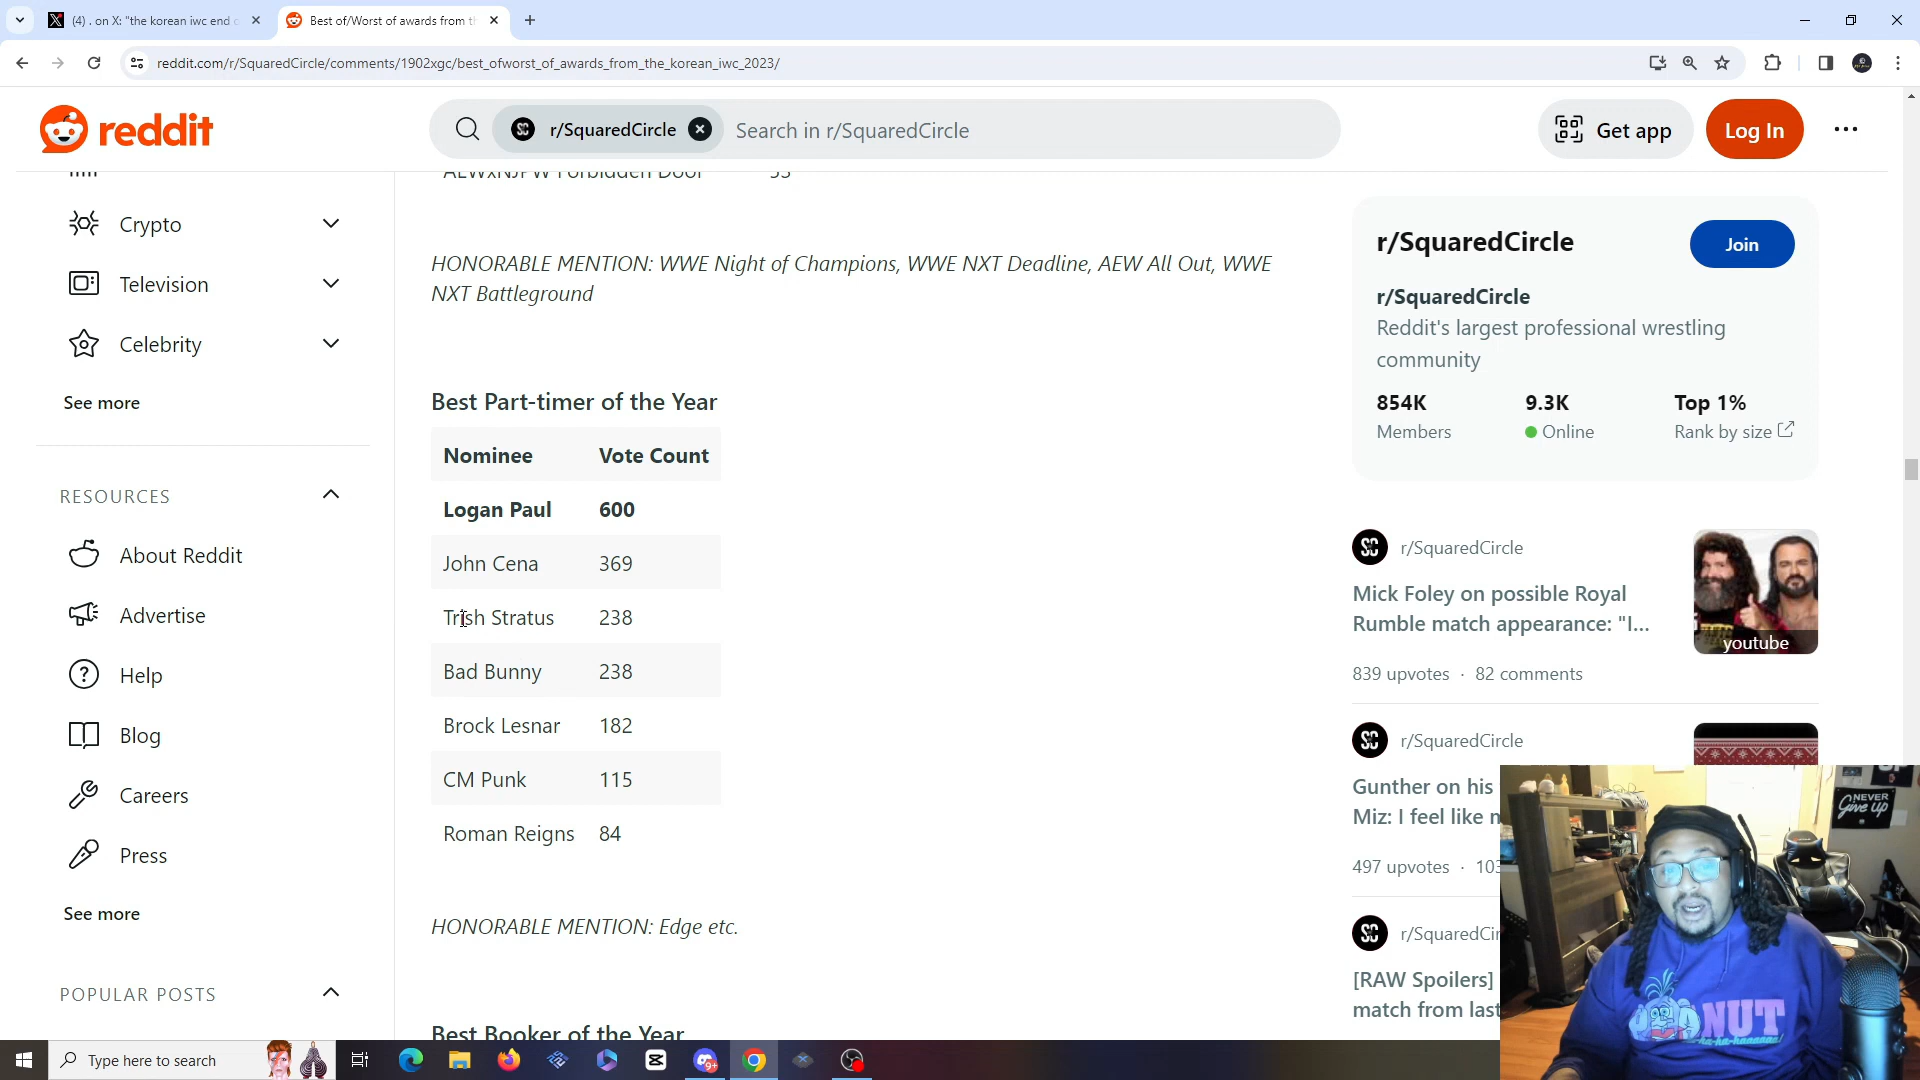 (4) . on X: "the korean iwc end o
Best of/Worst of awards from th
reddit.com/r/SquaredCircle/comments/1902xgc/best_ofworst_of_awards_from_the_korean_iwc_2023/
reddit
r/SquaredCircle
Search in r/SquaredCircle
Get app
Log In
Crypto
Television
Celebrity
See more
RESOURCES
About Reddit
Advertise
Help
Blog
Careers
Press
See more
POPULAR POSTS
AEWxNJPW Forbidden Door 53
HONORABLE MENTION: WWE Night of Champions, WWE NXT Deadline, AEW All Out, WWE
NXT Battleground
Best Part-timer of the Year
Nominee Vote Count
Logan Paul 600
John Cena 369
Trish Stratus 238
Bad Bunny 238
Brock Lesnar 182
CM Punk 115
Roman Reigns 84
HONORABLE MENTION: Edge etc.
Best Booker of the Year
r/SquaredCircle
Join
r/SquaredCircle
Reddit's largest professional wrestling
community
854K 9.3K Top 1%
Members Online Rank by size
r/SquaredCircle
Mick Foley on possible Royal
Rumble match appearance: "I...
youtube
839 upvotes · 82 comments
r/SquaredCircle
Gunther on his
Miz: I feel like
497 upvotes · 103
r/SquaredCir
[RAW Spoilers]
match from last
NEVER
Give UP
NUT
Type here to search
9+